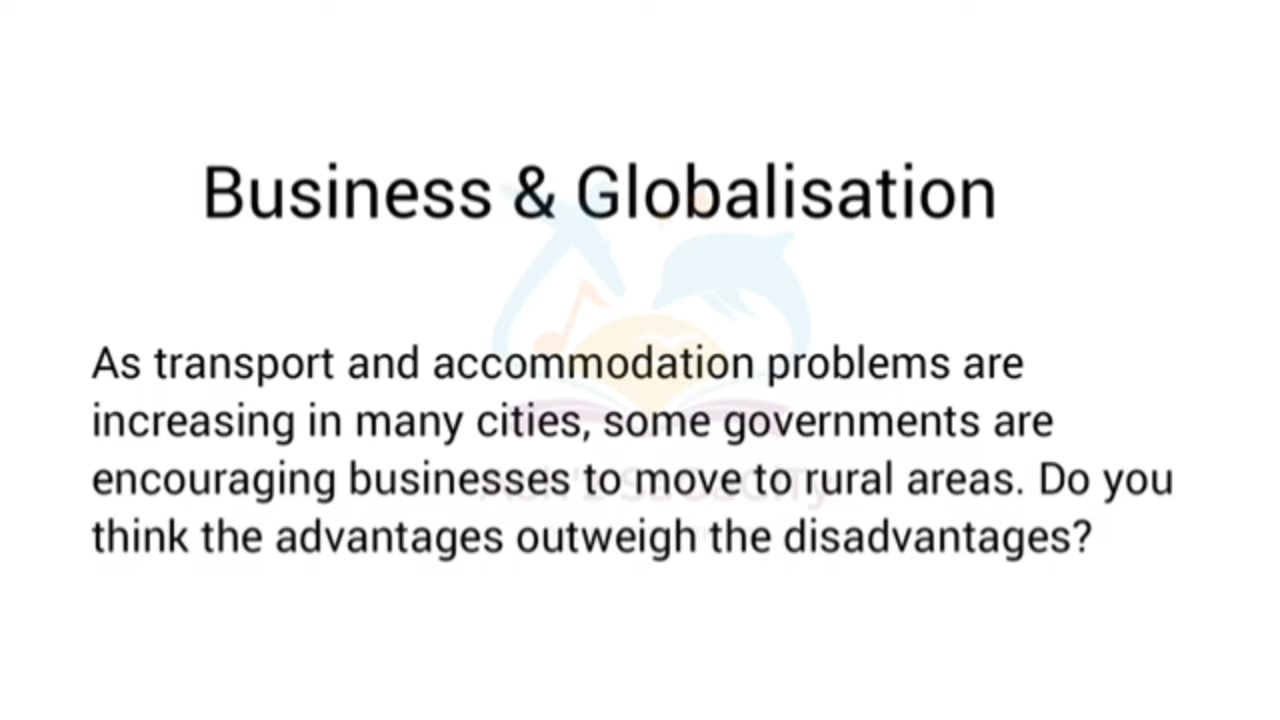 Business & Globalisation
As transport and accommodation problems are
increasing in many cities, some governments are
encouraging businesses to move to rural areas. Do you
think the advantages outweigh the disadvantages?